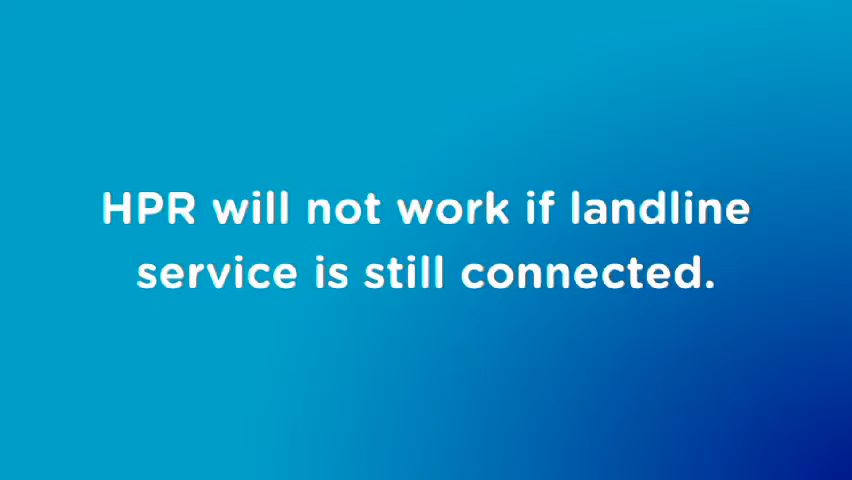 HPR will not work if landline
service is still connected.